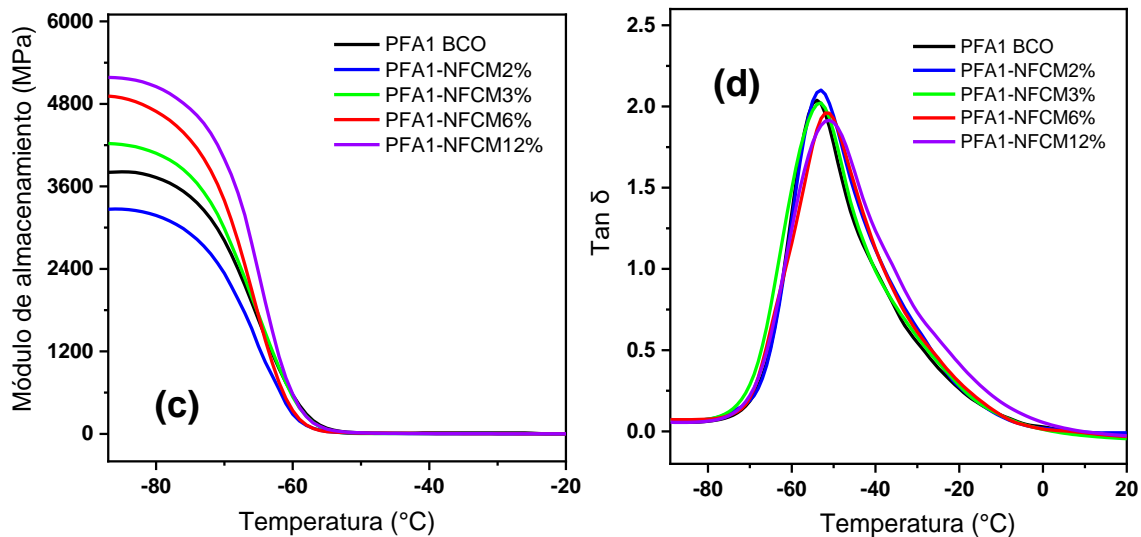 6000
4800
3600
2400
1200
0
Módulo de almacenamiento (MPa)
PFA1 BCO
PFA1-NFCM2%
PFA1-NFCM3%
PFA1-NFCM6%
PFA1-NFCM12%
(c)
-80
-60
-40
-20
Temperatura (°C)
2.5
2.0
1.5
1.0
0.5
0.0
Tan δ
PFA1 BCO
PFA1-NFCM2%
PFA1-NFCM3%
PFA1-NFCM6%
PFA1-NFCM12%
(d)
-80
-60
-40
-20
0
20
Temperatura (°C)